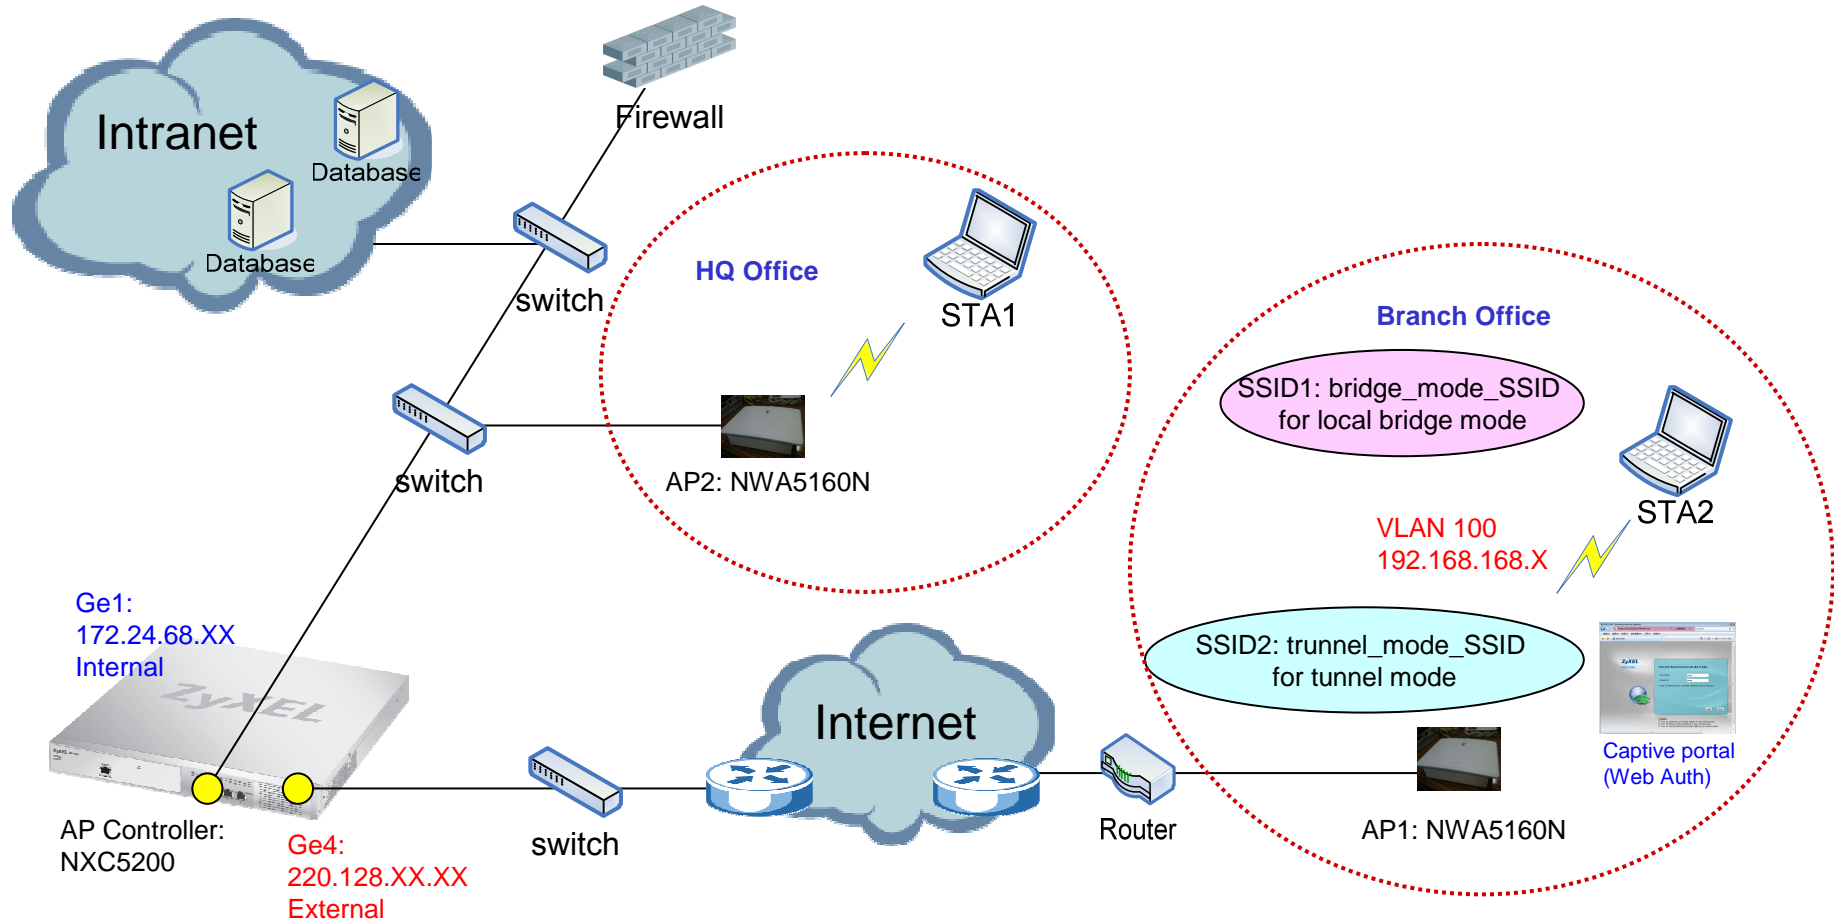 Firewall
Intranet
Database
Database
switch
HQ Office
STA1
Branch Office
SSID1: bridge_mode_SSID
for local bridge mode
switch
AP2: NWA5160N
STA2
VLAN 100
192.168.168.X
Ge1:
172.24.68.XX
Internal
SSID2: trunnel_mode_SSID
for tunnel mode
ZyXEL
ZyXEL
Internet
Captive portal
(Web Auth)
AP Controller:
NXC5200
Ge4:
220.128.XX.XX
External
switch
Router
AP1: NWA5160N